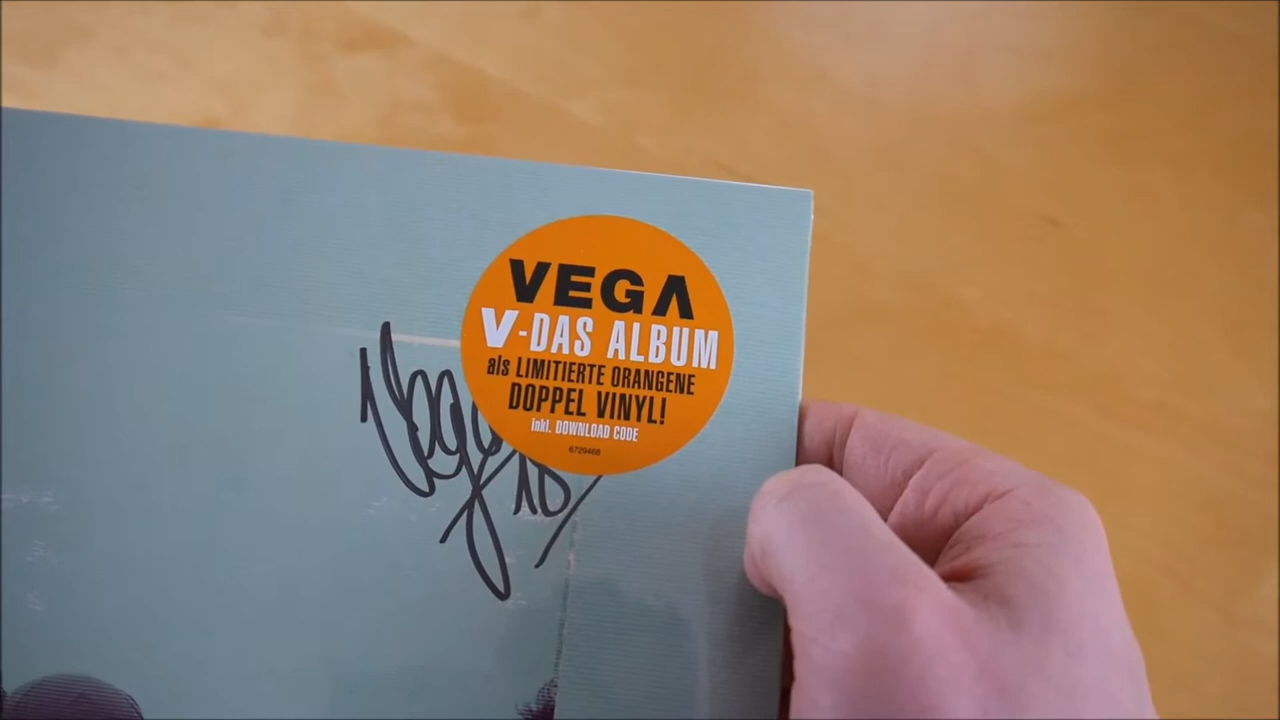 VEGA
V-DAS ALBUM
als LIMITIERTE ORANGENE
DOPPEL VINYL!
inkl. DOWNLOAD CODE
6729468